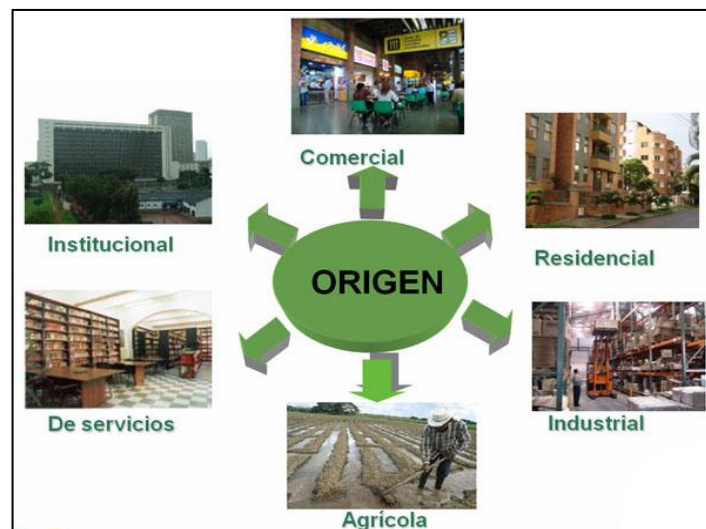 Comercial
Institucional
Residencial
ORIGEN
De servicios
Industrial
Agrícola